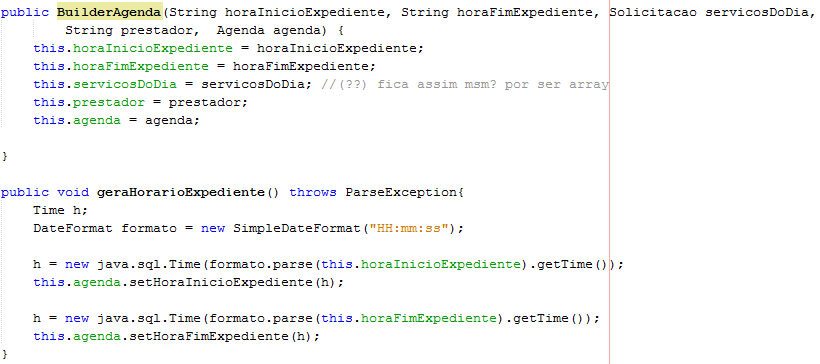 public BuilderAgenda(String horaInicioExpediente, String horaFimExpediente, Solicitacao servicosDoDia,
String prestador,  Agenda agenda) {
this.horaInicioExpediente = horaInicioExpediente;
this.horaFimExpediente = horaFimExpediente;
this.servicosDoDia = servicosDoDia; //(??) fica assim msm? por ser array
this.prestador = prestador;
this.agenda = agenda;
}
public void geraHorarioExpediente() throws ParseException{
Time h;
DateFormat formato = new SimpleDateFormat("HH:mm:ss");
h = new java.sql.Time(formato.parse(this.horaInicioExpediente).getTime());
this.agenda.setHoraInicioExpediente(h);
h = new java.sql.Time(formato.parse(this.horaFimExpediente).getTime());
this.agenda.setHoraFimExpediente(h);
}